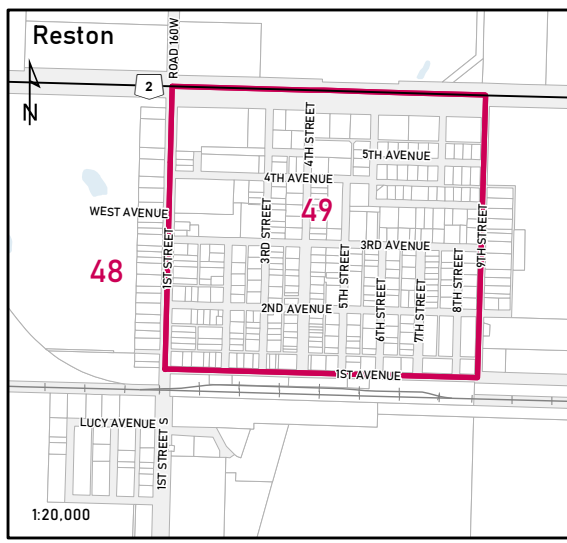 Reston
ROAD 160W
2
N
4TH STREET
5TH AVENUE
4TH AVENUE
WEST AVENUE
49
3RD STREET
9TH STREET
1ST STREET
3RD AVENUE
48
5TH STREET
8TH STREET
2ND AVENUE
6TH STREET
7TH STREET
1ST AVENUE
LUCY AVENUE
1ST STREET S
1:20,000